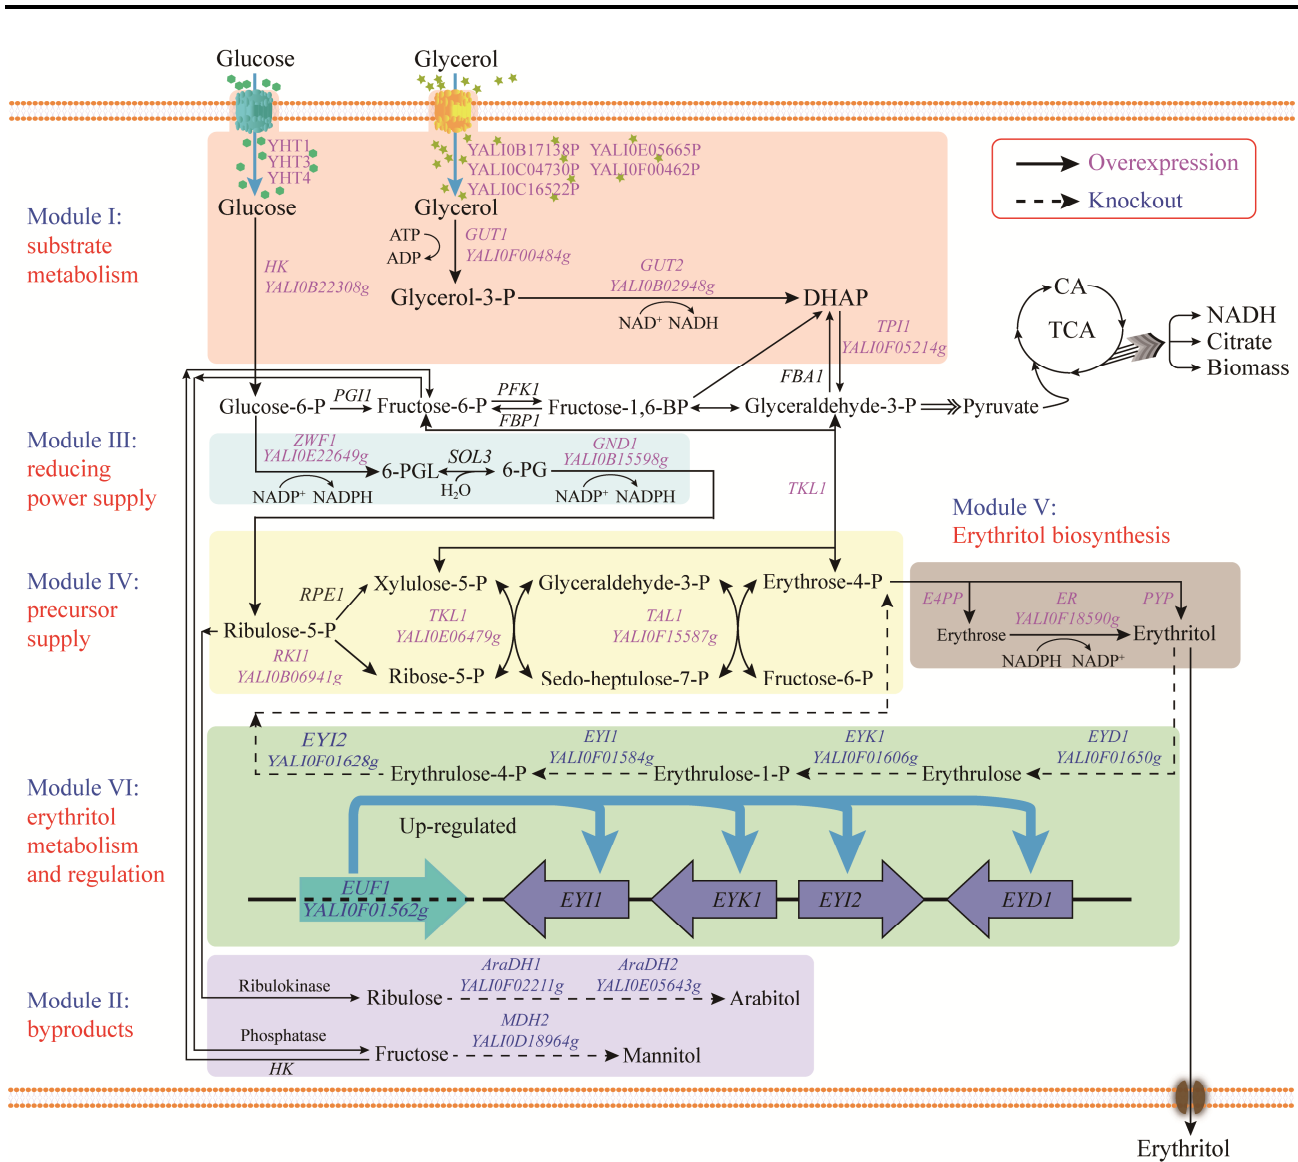 Glucose
Glycerol
YHT1
YHT3
YHT4
YALI0B17138P YALI0E05665P
YALI0C04730P YALI0F00462P
YALI0C16522P
Overexpression
Knockout
Glucose
Glycerol
Module I:
substrate
metabolism
ATP
ADP
GUT1
YALI0F00484g
HK
YALI0B22308g
GUT2
YALI0B02948g
Glycerol-3-P
DHAP
NAD⁺ NADH
TPI1
YALI0F05214g
CA
TCA
NADH
Citrate
Biomass
FBA1
PGI1
PFK1
Glucose-6-P
Fructose-6-P
Fructose-1,6-BP
Glyceraldehyde-3-P
Pyruvate
FBP1
Module III:
reducing
power supply
ZWF1
YALI0E22649g
6-PGL
SOL3
H₂O
6-PG
GND1
YALI0B15598g
NADP⁺ NADPH
NADP⁺ NADPH
TKL1
Module V:
Erythritol biosynthesis
Module IV:
precursor
supply
RPE1
Xylulose-5-P
Glyceraldehyde-3-P
Erythrose-4-P
TKL1
YALI0E06479g
TAL1
YALI0F15587g
Ribulose-5-P
RKI1
YALI0B06941g
Ribose-5-P
Sedo-heptulose-7-P
Fructose-6-P
E4PP
ER
YALI0F18590g
PYP
Erythrose
Erythritol
NADPH NADP⁺
Module VI:
erythritol
metabolism
and regulation
EYI2
YALI0F01628g
EYI1
YALI0F01584g
EYK1
YALI0F01606g
EYD1
YALI0F01650g
Erythrulose-4-P
Erythrulose-1-P
Erythrulose
Up-regulated
EUF1
YALI0F01562g
EYI1
EYK1
EYI2
EYD1
Module II:
byproducts
Ribulokinase
Ribulose
AraDH1
YALI0F02211g
AraDH2
YALI0E05643g
Arabitol
Phosphatase
HK
Fructose
MDH2
YALI0D18964g
Mannitol
Erythritol